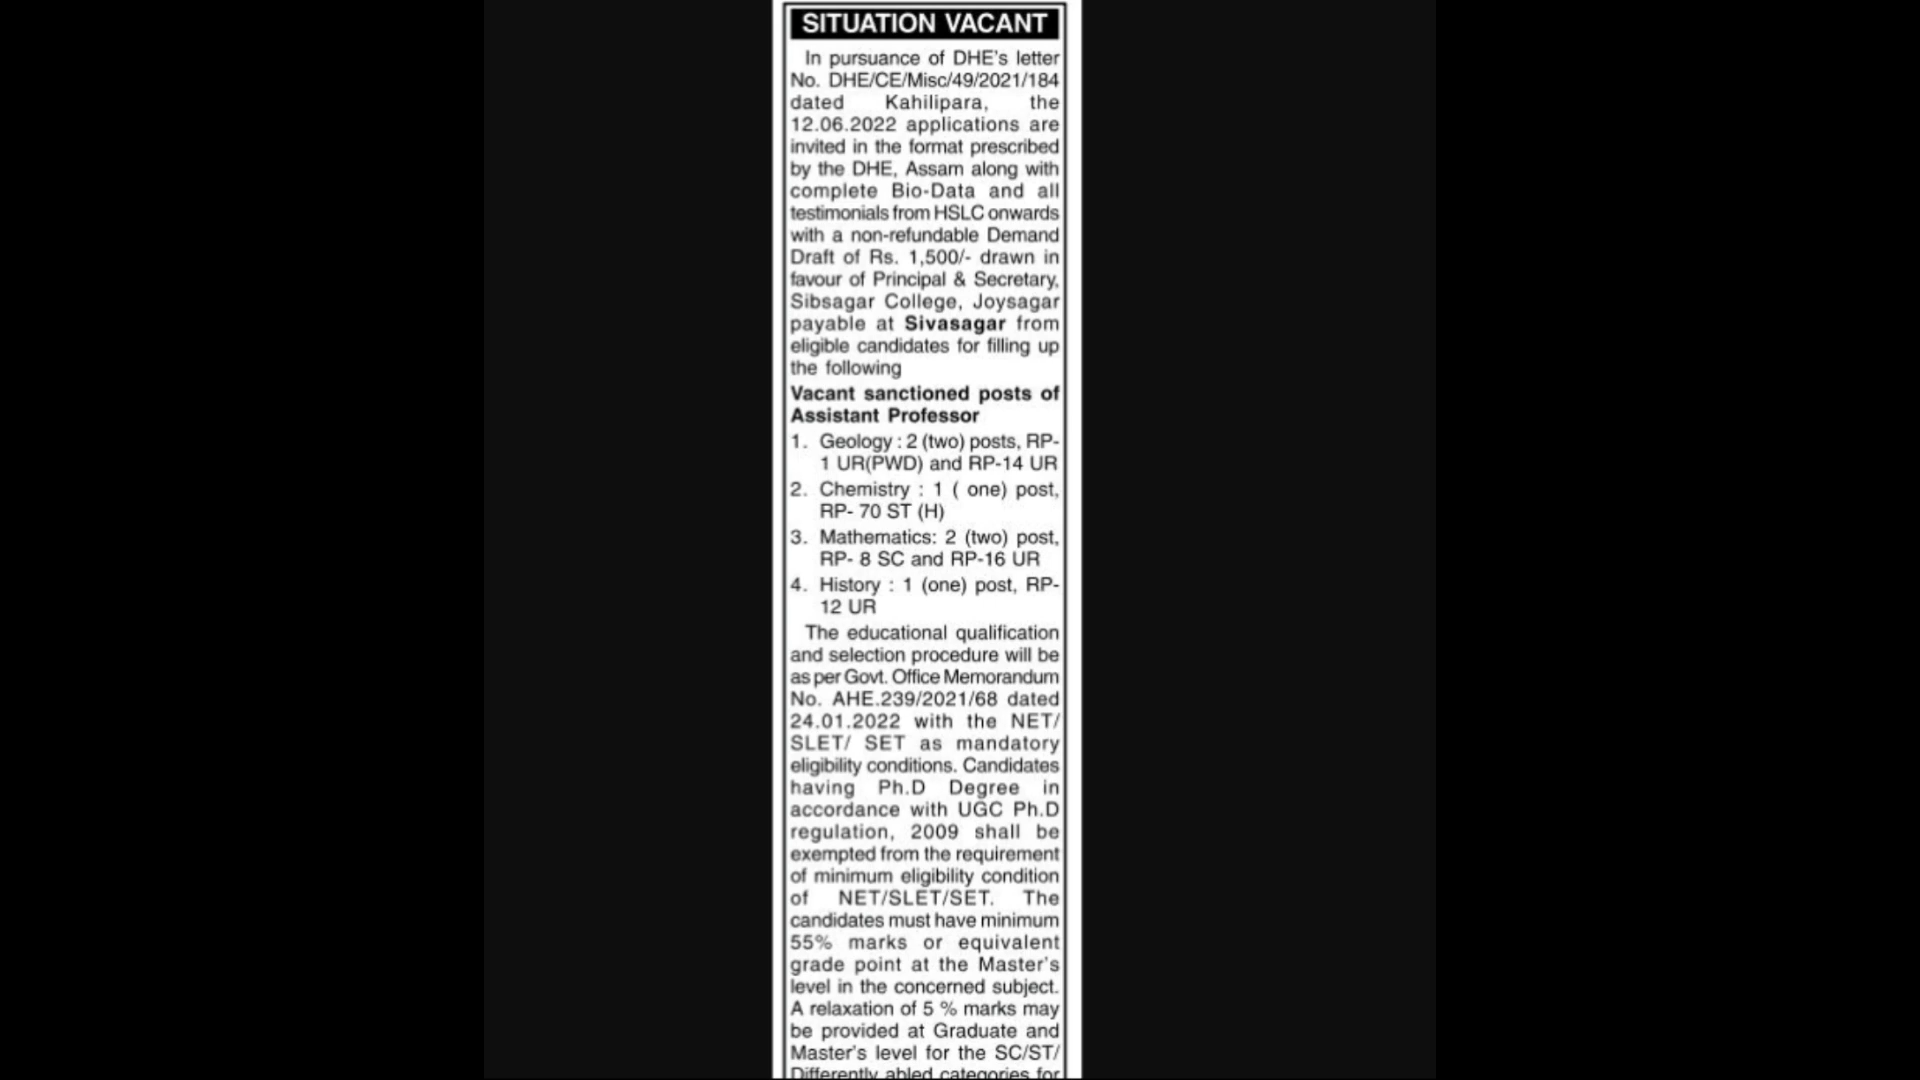 SITUATION VACANT
In pursuance of DHE's letter
No. DHE/CE/Misc/49/2021/184
dated Kahilipara, the
12.06.2022 applications are
invited in the format prescribed
by the DHE, Assam along with
complete Bio-Data and all
testimonials from HSLC onwards
with a non-refundable Demand
Draft of Rs. 1,500/- drawn in
favour of Principal & Secretary,
Sibsagar College, Joysagar
payable at Sivasagar from
eligible candidates for filling up
the following
Vacant sanctioned posts of
Assistant Professor
1. Geology : 2 (two) posts, RP-
1 UR(PWD) and RP-14 UR
2. Chemistry : 1 ( one) post,
RP- 70 ST (H)
3. Mathematics: 2 (two) post,
RP- 8 SC and RP-16 UR
4. History : 1 (one) post, RP-
12 UR
The educational qualification
and selection procedure will be
as per Govt. Office Memorandum
No. AHE.239/2021/68 dated
24.01.2022 with the NET/
SLET/ SET as mandatory
eligibility conditions. Candidates
having Ph.D Degree in
accordance with UGC Ph.D
regulation, 2009 shall be
exempted from the requirement
of minimum eligibility condition
of NET/SLET/SET. The
candidates must have minimum
55% marks or equivalent
grade point at the Master's
level in the concerned subject.
A relaxation of 5 % marks may
be provided at Graduate and
Master's level for the SC/ST/
Differently abled categories for